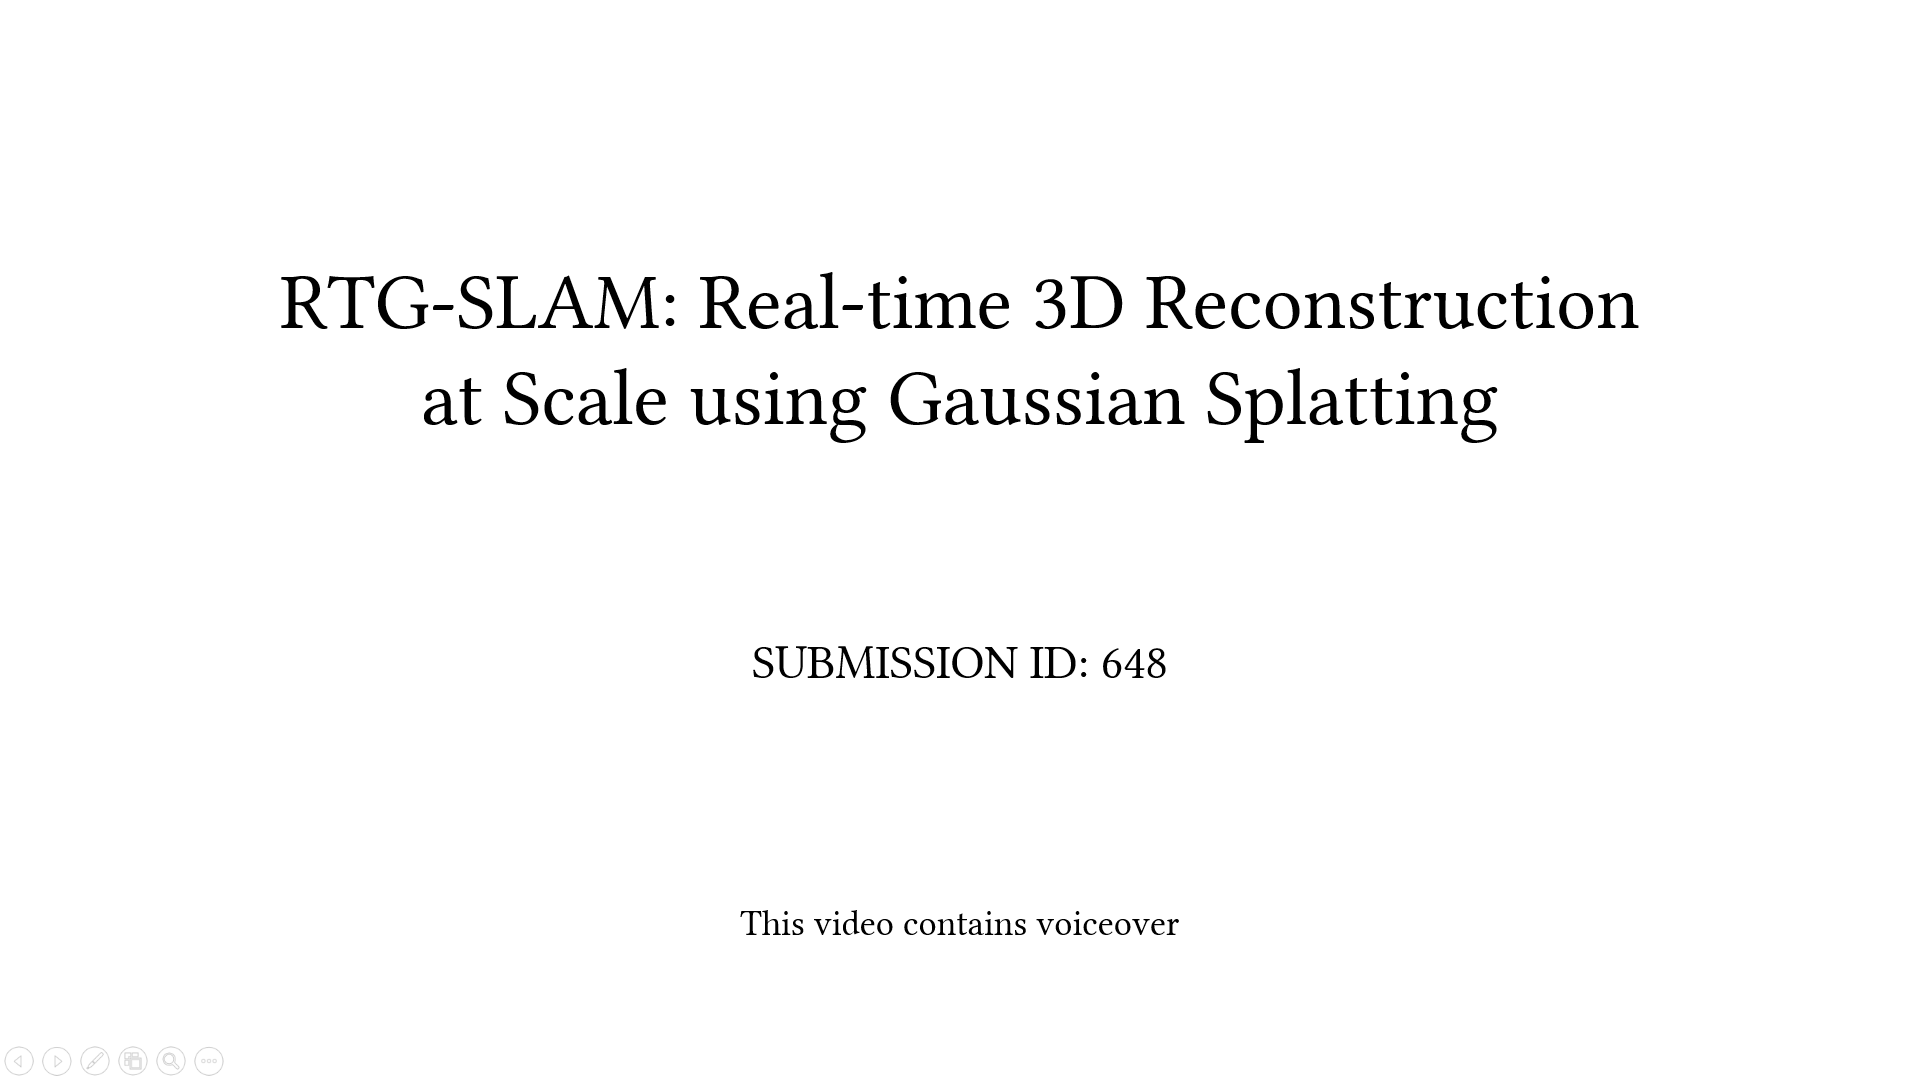 RTG-SLAM: Real-time 3D Reconstruction
at Scale using Gaussian Splatting
SUBMISSION ID: 648
This video contains voiceover